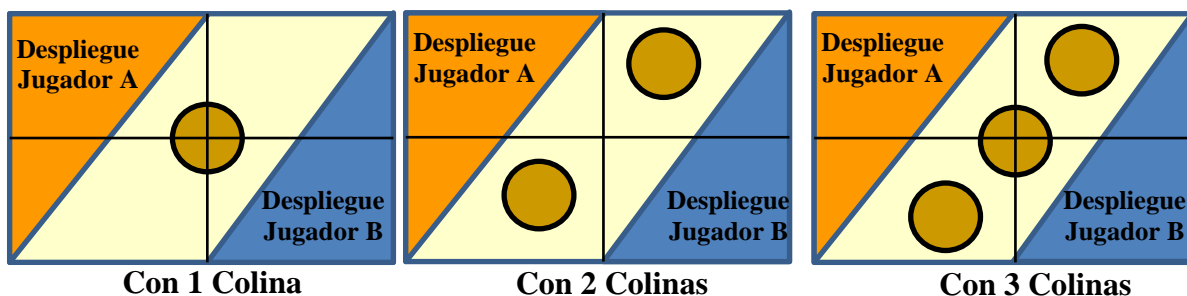 Despliegue
Jugador A
Despliegue
Jugador B
Con 1 Colina
Despliegue
Jugador A
Despliegue
Jugador B
Con 2 Colinas
Despliegue
Jugador A
Despliegue
Jugador B
Con 3 Colinas